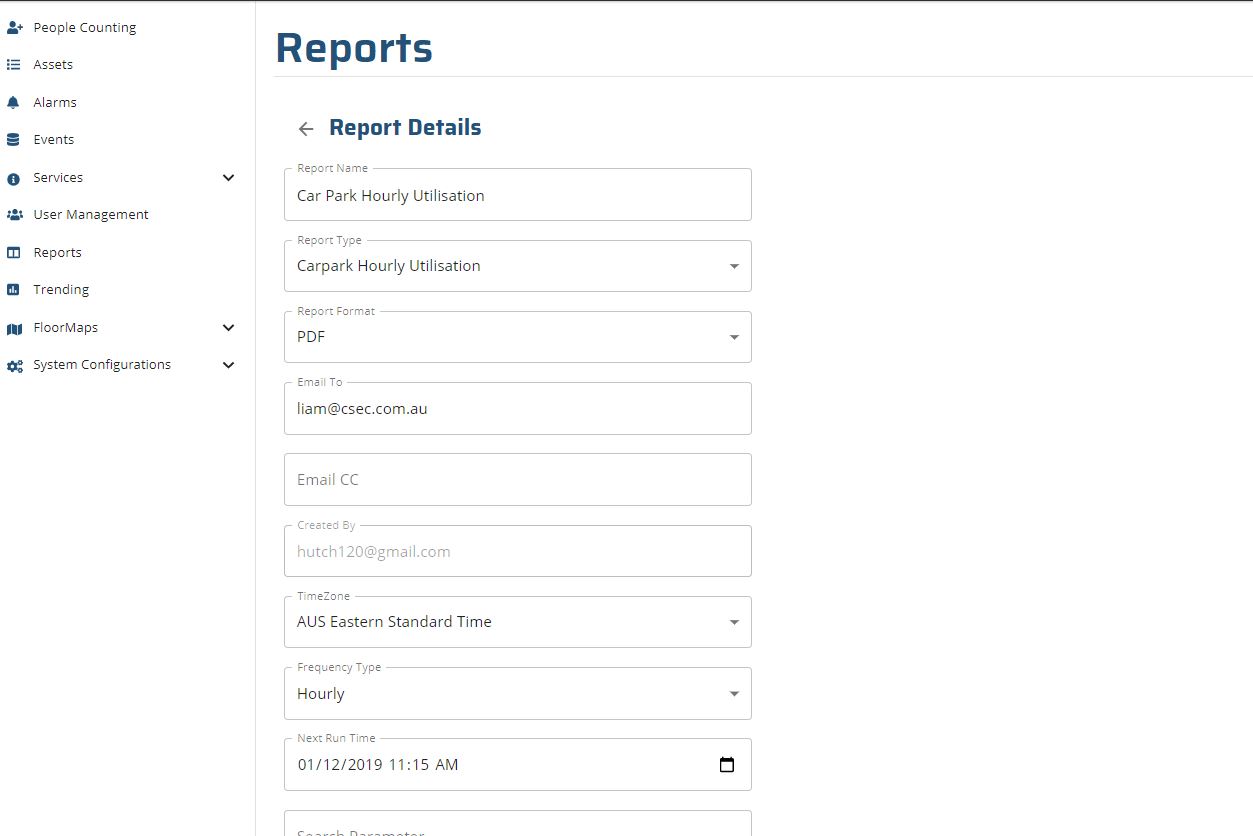 People Counting
Assets
Alarms
Events
Services
User Management
Reports
Trending
FloorMaps
System Configurations
Reports
Report Details
Report Name
Car Park Hourly Utilisation
Report Type
Carpark Hourly Utilisation
Report Format
PDF
Email To
liam@csec.com.au
Email CC
Created By
hutch120@gmail.com
TimeZone
AUS Eastern Standard Time
Frequency Type
Hourly
Next Run Time
01/12/2019 11:15 AM
Search Parameter